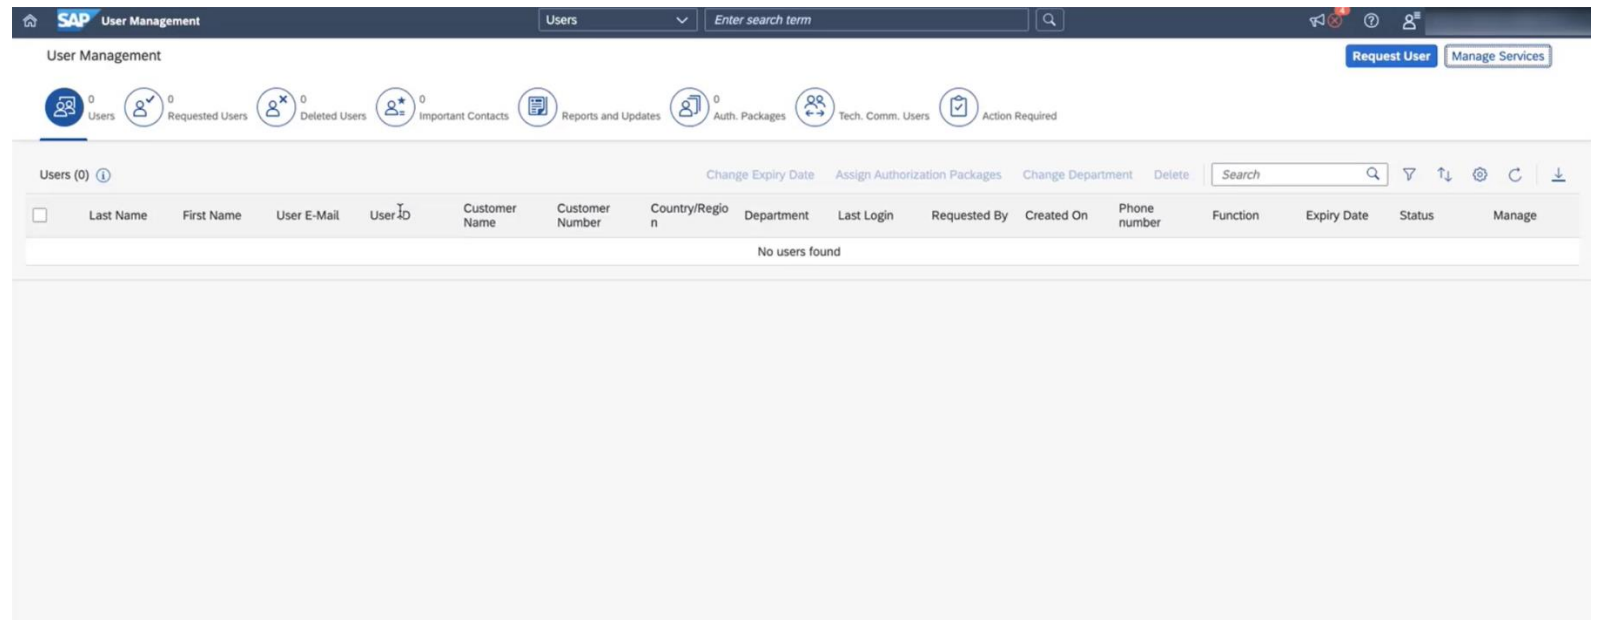 SAP User Management Users Enter search term 4
User Management Request User Manage Services
0 Users 0 Requested Users 0 Deleted Users 0 Important Contacts Reports and Updates 0 Auth. Packages Tech. Comm. Users Action Required
Users (0) Change Expiry Date Assign Authorization Packages Change Department Delete Search
Last Name First Name User E-Mail User ID Customer Name Customer Number Country/Region Department Last Login Requested By Created On Phone number Function Expiry Date Status Manage
No users found